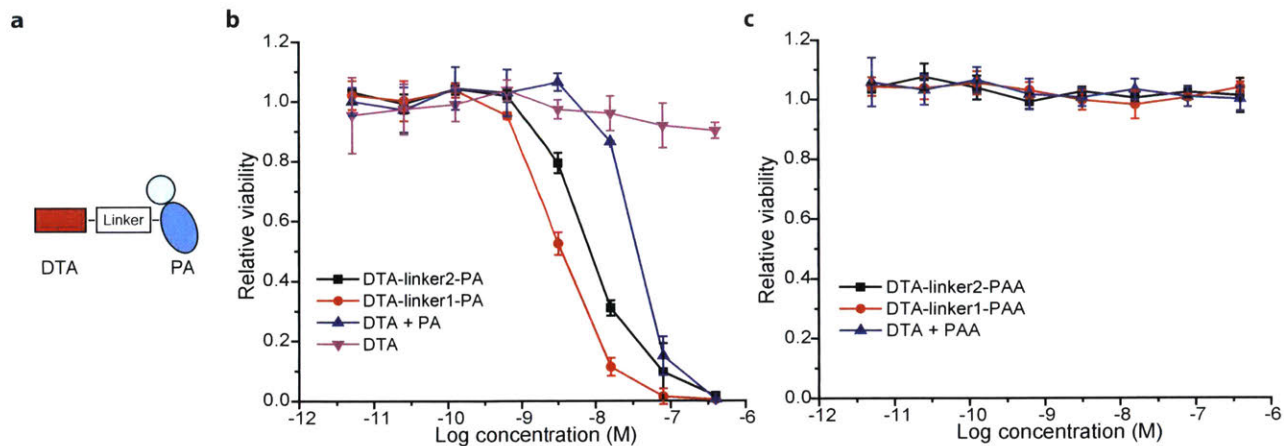 a
DTA
Linker
PA
b
Relative viability
1.2
1.0
0.8
0.6
0.4
0.2
0.0
DTA-linker2-PA
DTA-linker1-PA
DTA + PA
DTA
-12 -11 -10 -9 -8 -7 -6
Log concentration (M)
c
Relative viability
1.2
1.0
0.8
0.6
0.4
0.2
0.0
DTA-linker2-PAA
DTA-linker1-PAA
DTA + PAA
-12 -11 -10 -9 -8 -7 -6
Log concentration (M)